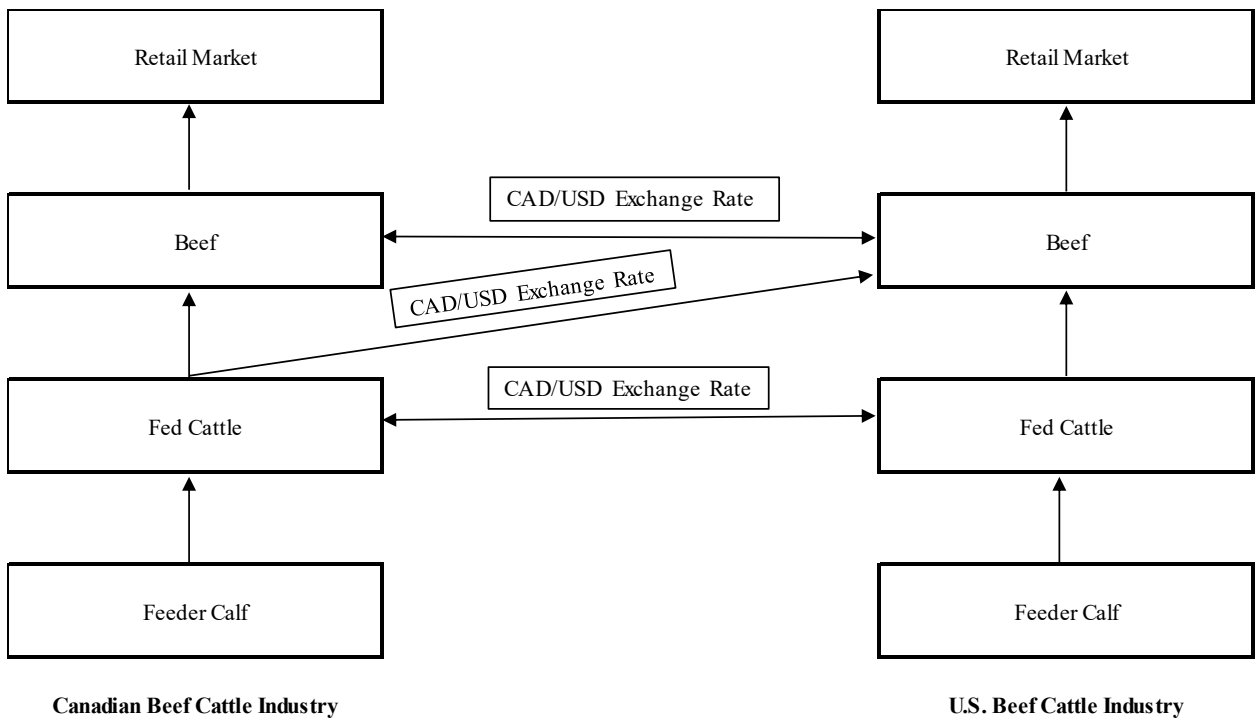 Retail Market
Retail Market
CAD/USD Exchange Rate
Beef
Beef
CAD/USD Exchange Rate
CAD/USD Exchange Rate
Fed Cattle
Fed Cattle
Feeder Calf
Feeder Calf
Canadian Beef Cattle Industry
U.S. Beef Cattle Industry